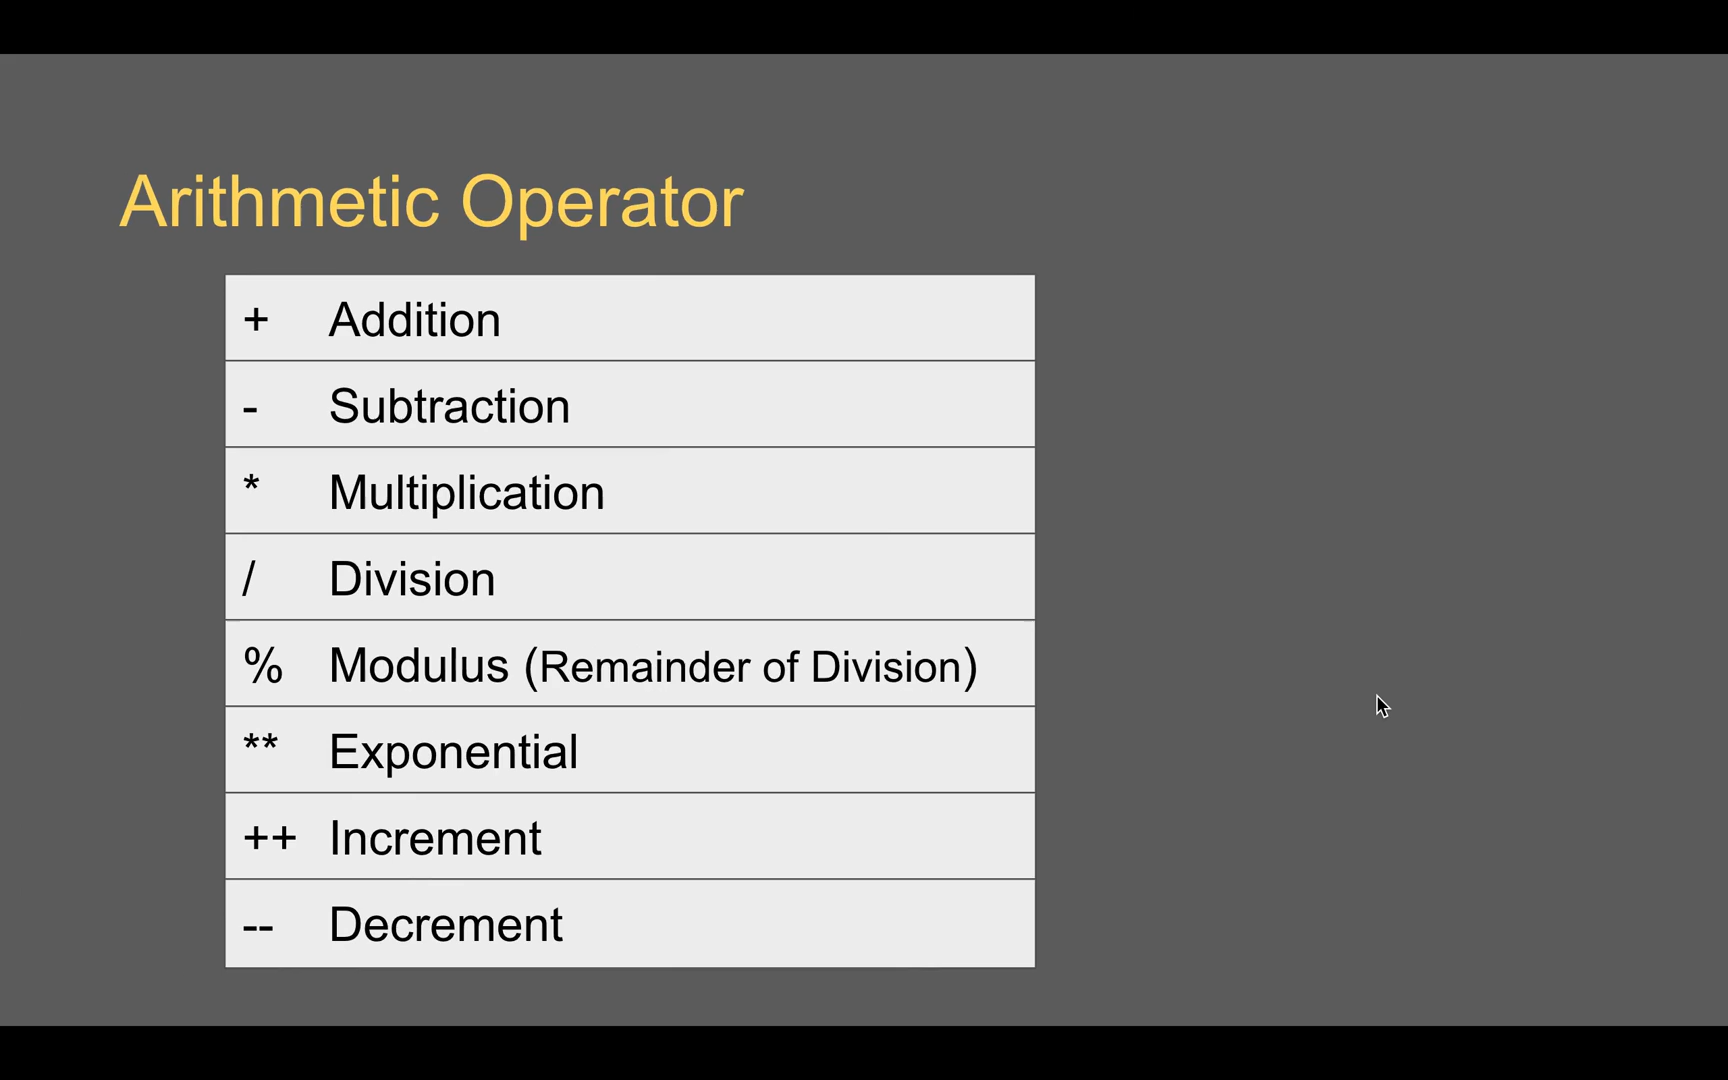 Arithmetic Operator
+ Addition
- Subtraction
* Multiplication
/ Division
% Modulus (Remainder of Division)
** Exponential
++ Increment
-- Decrement